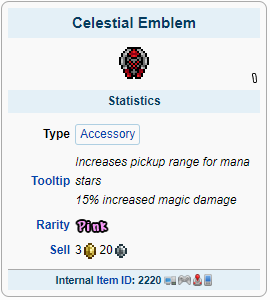 Celestial Emblem
Statistics
Type Accessory
Increases pickup range for mana
Tooltip stars
15% increased magic damage
Rarity Pink
Sell 3 20
Internal Item ID: 2220